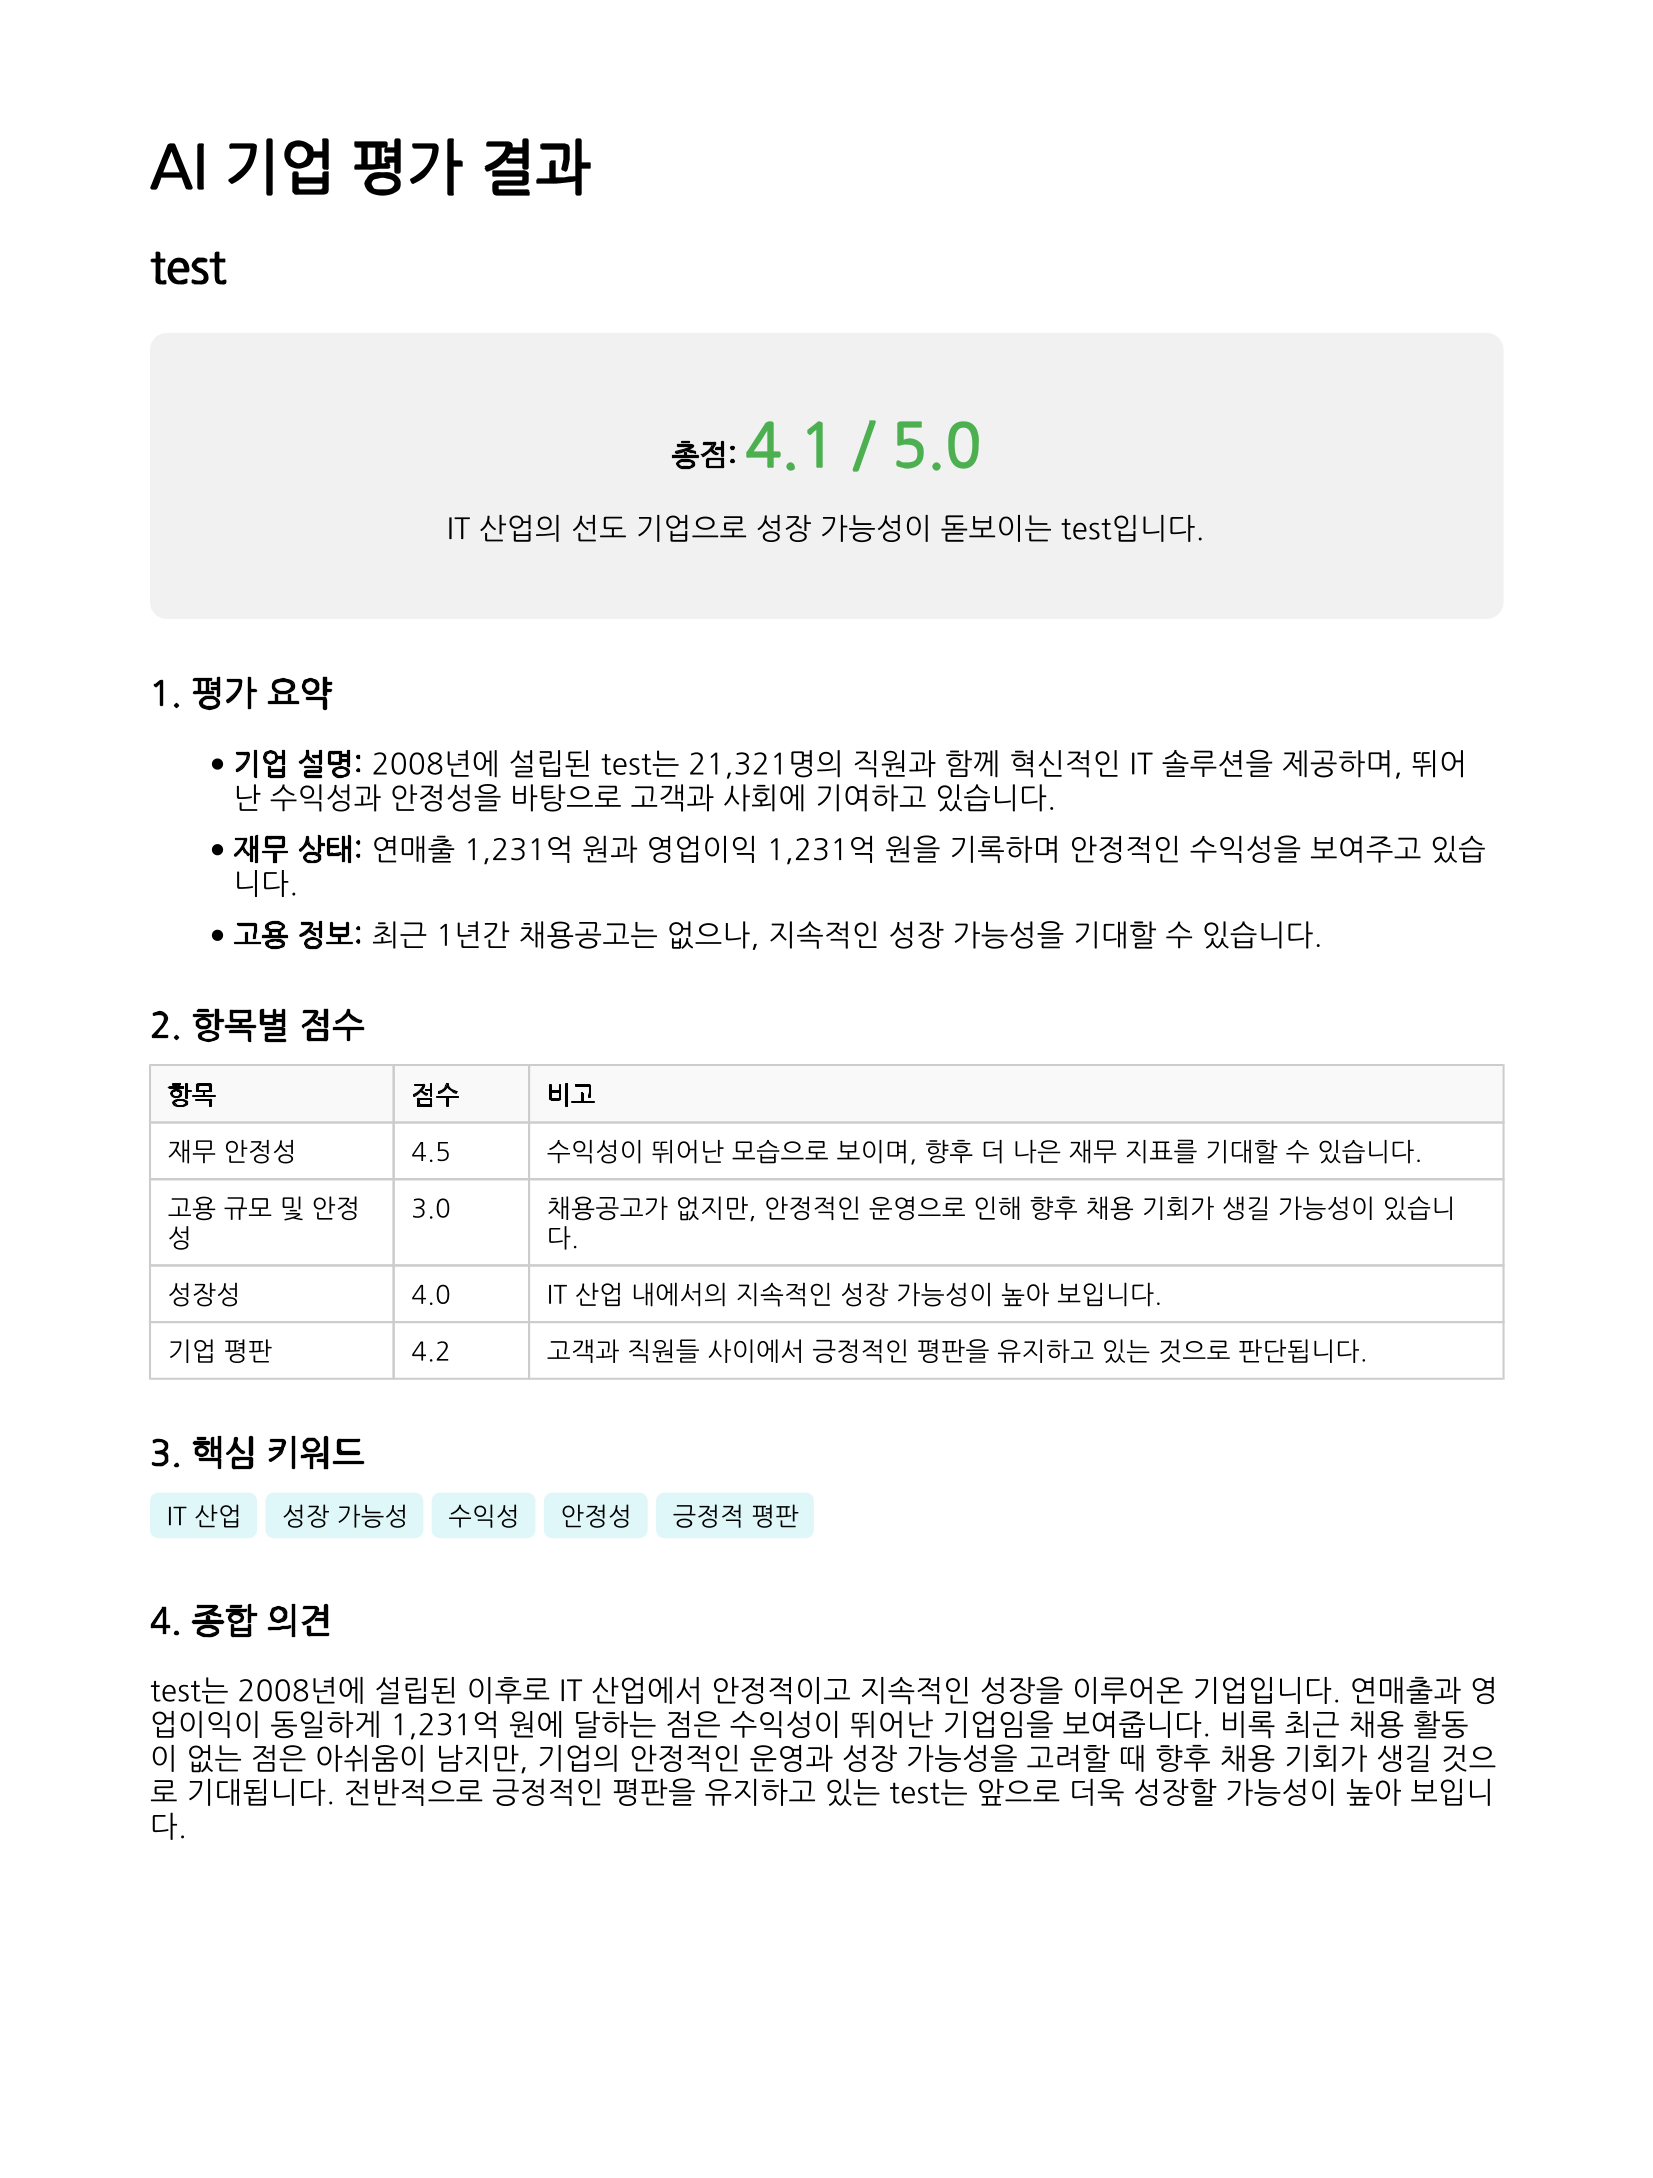 AI 기업 평가 결과
test
총점: 4.1 / 5.0
IT 산업의 선도 기업으로 성장 가능성이 돋보이는 test입니다.
1. 평가 요약
• 기업 설명: 2008년에 설립된 test는 21,321명의 직원과 함께 혁신적인 IT 솔루션을 제공하며, 뛰어
난 수익성과 안정성을 바탕으로 고객과 사회에 기여하고 있습니다.
• 재무 상태: 연매출 1,231억 원과 영업이익 1,231억 원을 기록하며 안정적인 수익성을 보여주고 있습
니다.
• 고용 정보: 최근 1년간 채용공고는 없으나, 지속적인 성장 가능성을 기대할 수 있습니다.
2. 항목별 점수
항목 점수 비고
재무 안정성 4.5 수익성이 뛰어난 모습으로 보이며, 향후 더 나은 재무 지표를 기대할 수 있습니다.
고용 규모 및 안정 3.0 채용공고가 없지만, 안정적인 운영으로 인해 향후 채용 기회가 생길 가능성이 있습니
성 다.
성장성 4.0 IT 산업 내에서의 지속적인 성장 가능성이 높아 보입니다.
기업 평판 4.2 고객과 직원들 사이에서 긍정적인 평판을 유지하고 있는 것으로 판단됩니다.
3. 핵심 키워드
IT 산업 성장 가능성 수익성 안정성 긍정적 평판
4. 종합 의견
test는 2008년에 설립된 이후로 IT 산업에서 안정적이고 지속적인 성장을 이루어온 기업입니다. 연매출과 영
업이익이 동일하게 1,231억 원에 달하는 점은 수익성이 뛰어난 기업임을 보여줍니다. 비록 최근 채용 활동
이 없는 점은 아쉬움이 남지만, 기업의 안정적인 운영과 성장 가능성을 고려할 때 향후 채용 기회가 생길 것으
로 기대됩니다. 전반적으로 긍정적인 평판을 유지하고 있는 test는 앞으로 더욱 성장할 가능성이 높아 보입니
다.